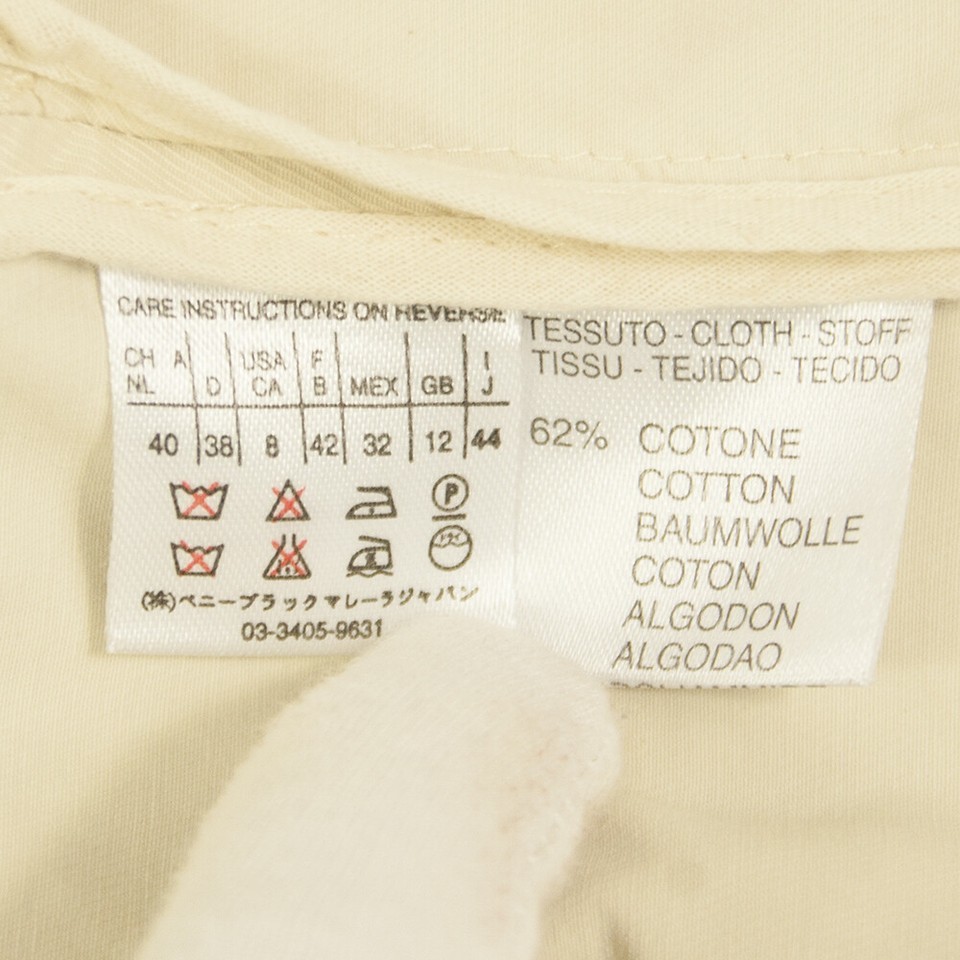 CARE INSTRUCTIONS ON REVERSE
CH A USA F I
NL D CA B MEX GB J
40 38 8 42 32 12 44
P
(株)ペニーブラックマレーラジャパン
03-3405-9631
TESSUTO - CLOTH - STOFF
TISSU - TEJIDO - TECIDO
62% COTONE
COTTON
BAUMWOLLE
COTON
ALGODON
ALGODAO